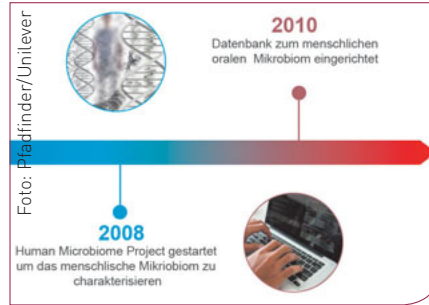 2010
Datenbank zum menschlichen
oralen Mikrobiom eingerichtet
Foto: Pfadfinder/Unilever
2008
Human Microbiome Project gestartet
um das menschlische Mikriobiom zu
charakterisieren